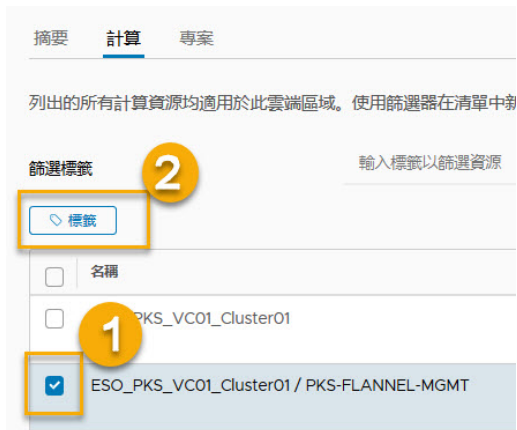 摘要 計算 專案
列出的所有計算資源均適用於此雲端區域。使用篩選器在清單中新
篩選標籤 2 輸入標籤以篩選資源
標籤
名稱
1 PKS_VC01_Cluster01
ESO_PKS_VC01_Cluster01 / PKS-FLANNEL-MGMT